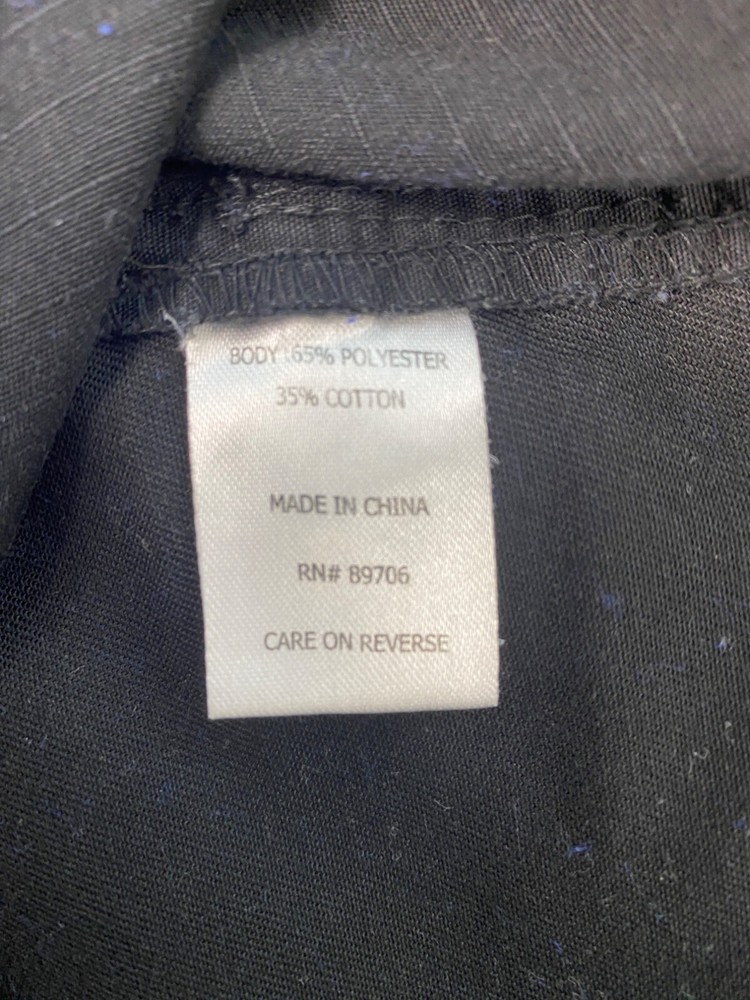 BODY :65% POLYESTER
35% COTTON
MADE IN CHINA
RN# 89706
CARE ON REVERSE